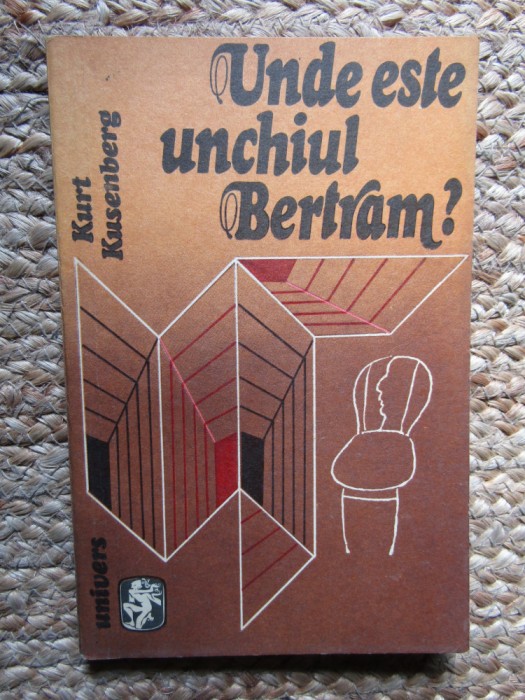 Unde este
unchiul
Bertram?
Kurt
Kusenberg
univers